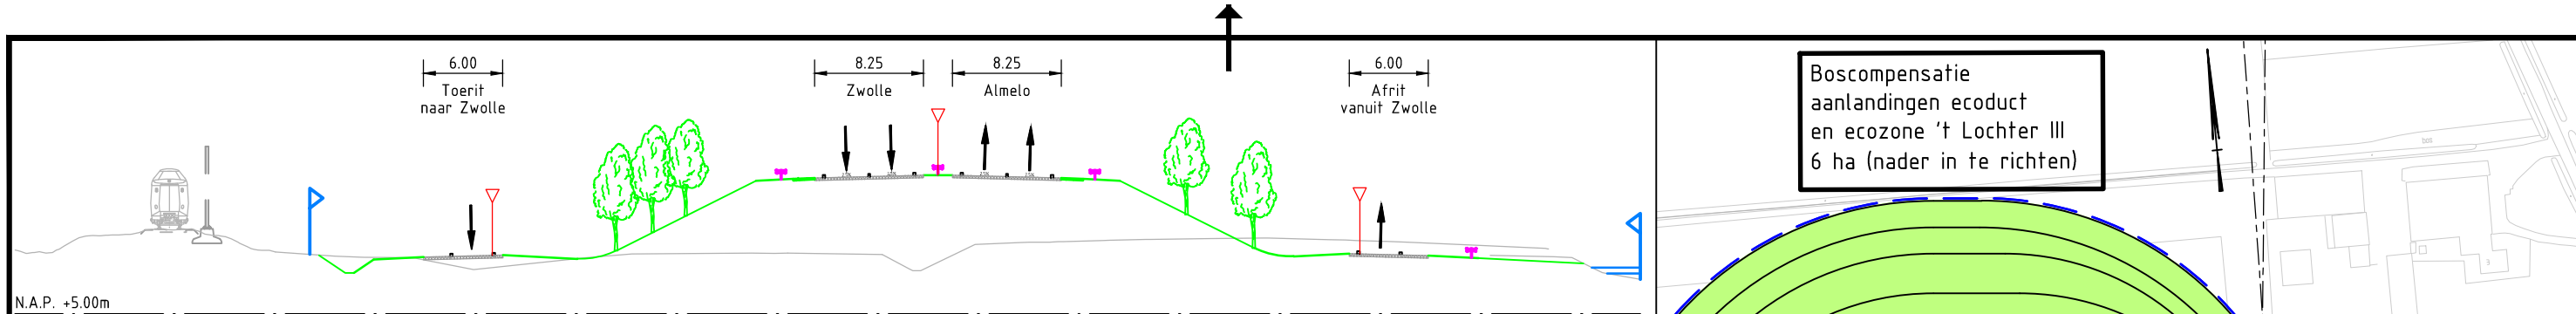 6.00
Toerit
naar Zwolle
8.25
Zwolle
8.25
Almelo
6.00
Afrit
vanuit Zwolle
N.A.P. +5.00m
Boscompensatie
aanlandingen ecoduct
en ecozone 't Lochter III
6 ha (nader in te richten)
bos